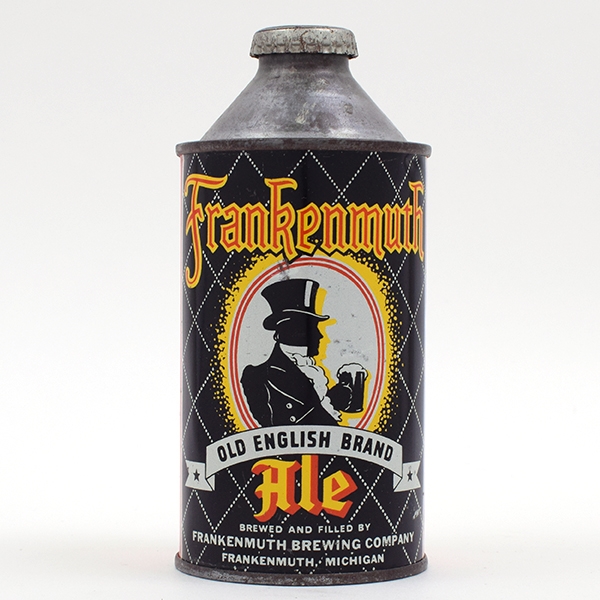 Frankenmuth
OLD ENGLISH BRAND
Ale
BREWED AND FILLED BY
FRANKENMUTH BREWING COMPANY
FRANKENMUTH, MICHIGAN